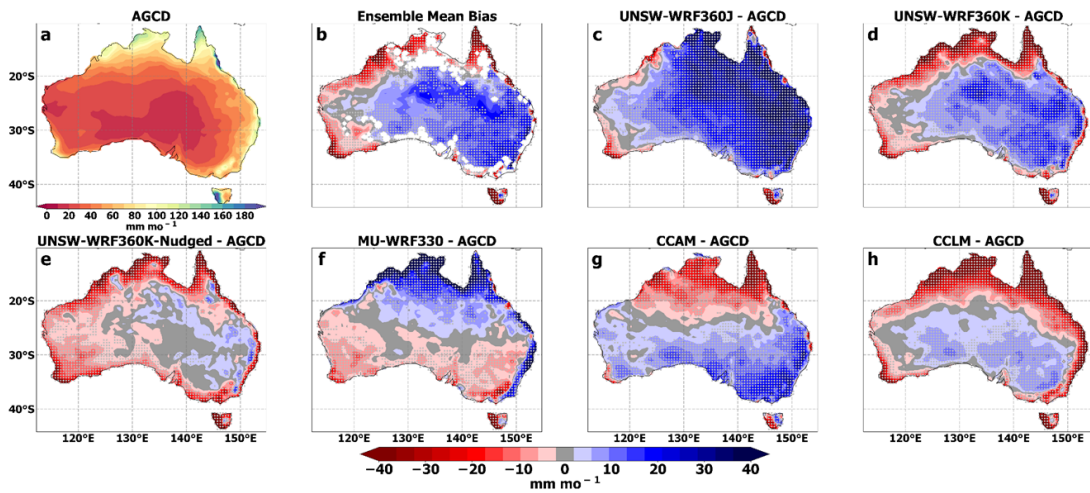 AGCD
Ensemble Mean Bias
UNSW-WRF360J - AGCD
UNSW-WRF360K - AGCD
a
b
c
d
20°S
30°S
40°S
0 20 40 60 80 100 120 140 160 180
mm mo⁻¹
UNSW-WRF360K-Nudged - AGCD
MU-WRF330 - AGCD
CCAM - AGCD
CCLM - AGCD
e
f
g
h
20°S
30°S
40°S
120°E 130°E 140°E 150°E
120°E 130°E 140°E 150°E
120°E 130°E 140°E 150°E
120°E 130°E 140°E 150°E
−40 −30 −20 −10 0 10 20 30 40
mm mo⁻¹